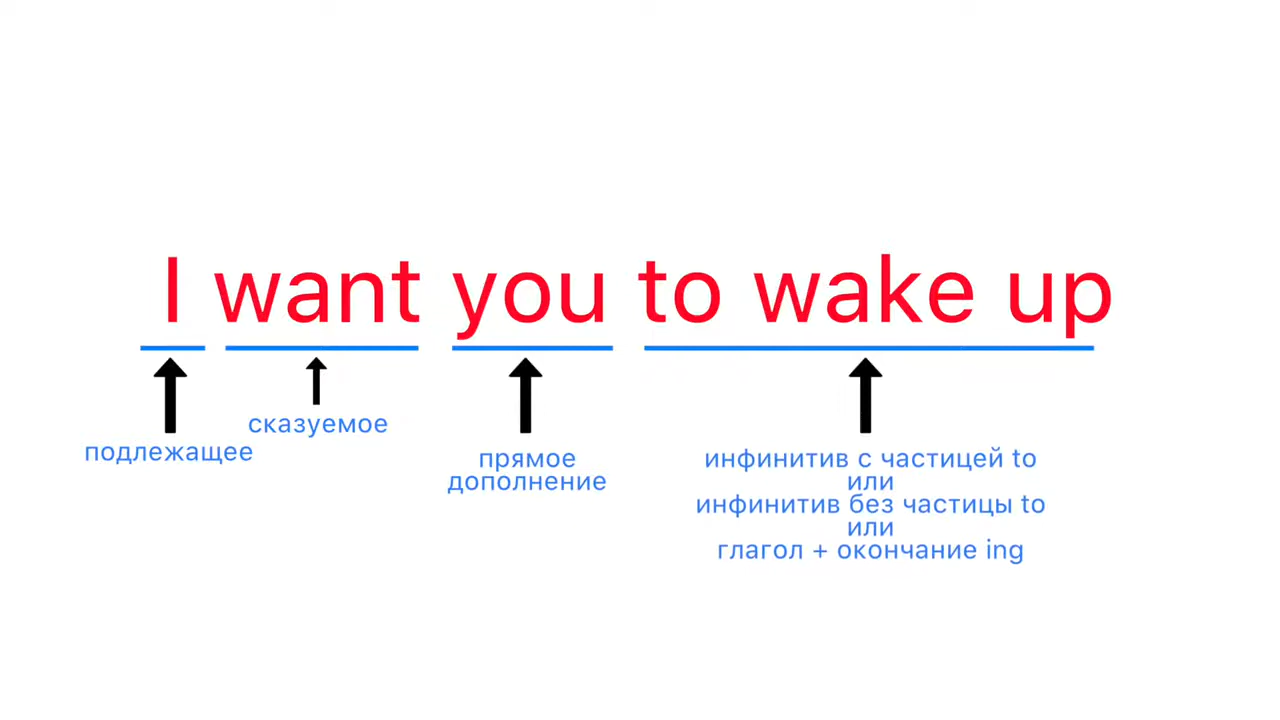 I want you to wake up
подлежащее
сказуемое
прямое
дополнение
инфинитив с частицей to
или
инфинитив без частицы to
или
глагол + окончание ing